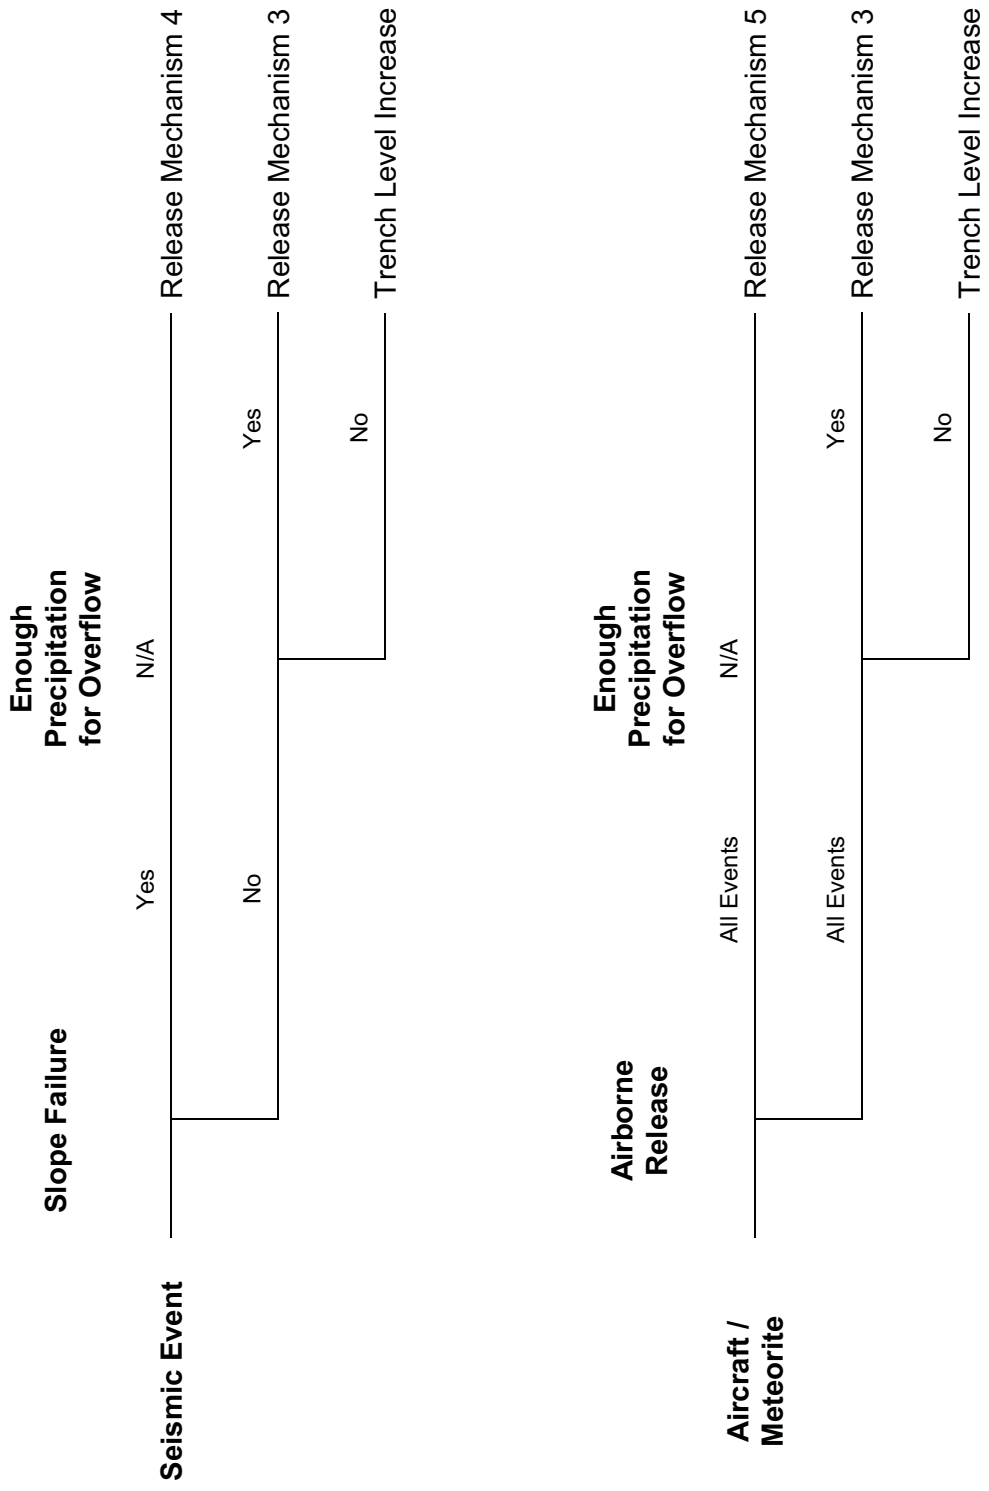 Slope Failure
Enough
Precipitation
for Overflow
Seismic Event
Yes
N/A
Release Mechanism 4
No
Yes
Release Mechanism 3
No
Trench Level Increase
Airborne
Release
Enough
Precipitation
for Overflow
Aircraft /
Meteorite
All Events
N/A
Release Mechanism 5
All Events
Yes
Release Mechanism 3
No
Trench Level Increase